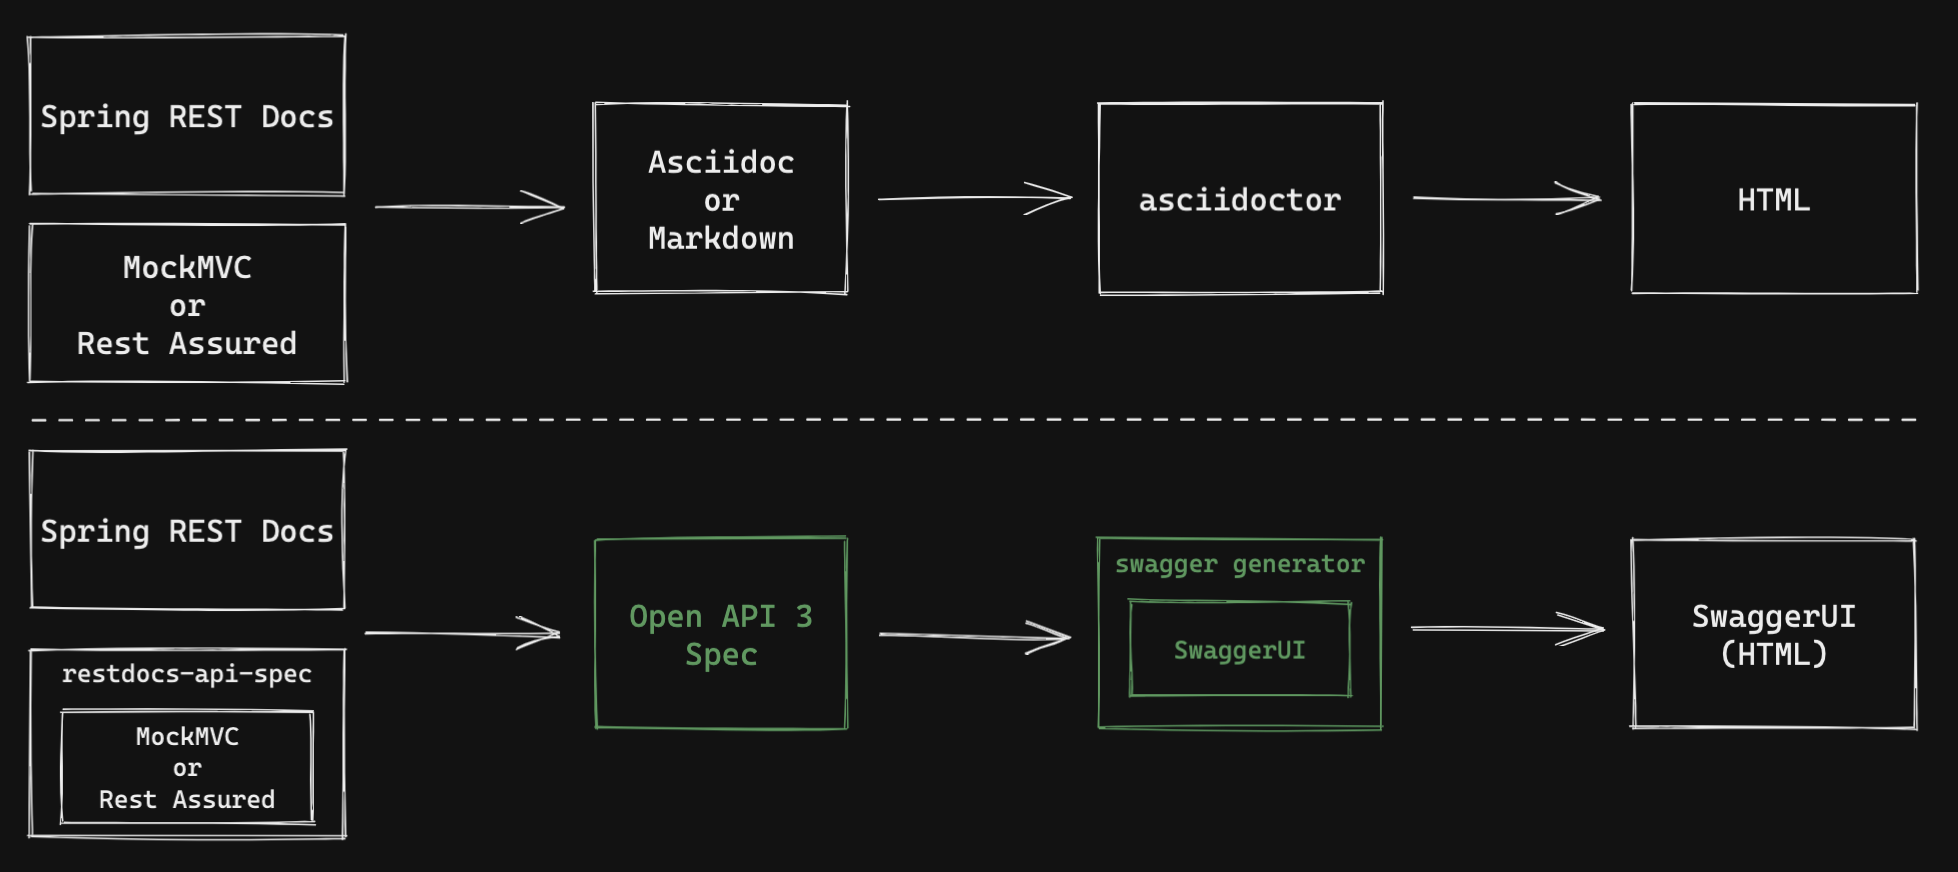 Spring REST Docs
MockMVC
or
Rest Assured
Asciidoc
or
Markdown
asciidoctor
HTML
Spring REST Docs
restdocs-api-spec
MockMVC
or
Rest Assured
Open API 3
Spec
swagger generator
SwaggerUI
SwaggerUI
(HTML)